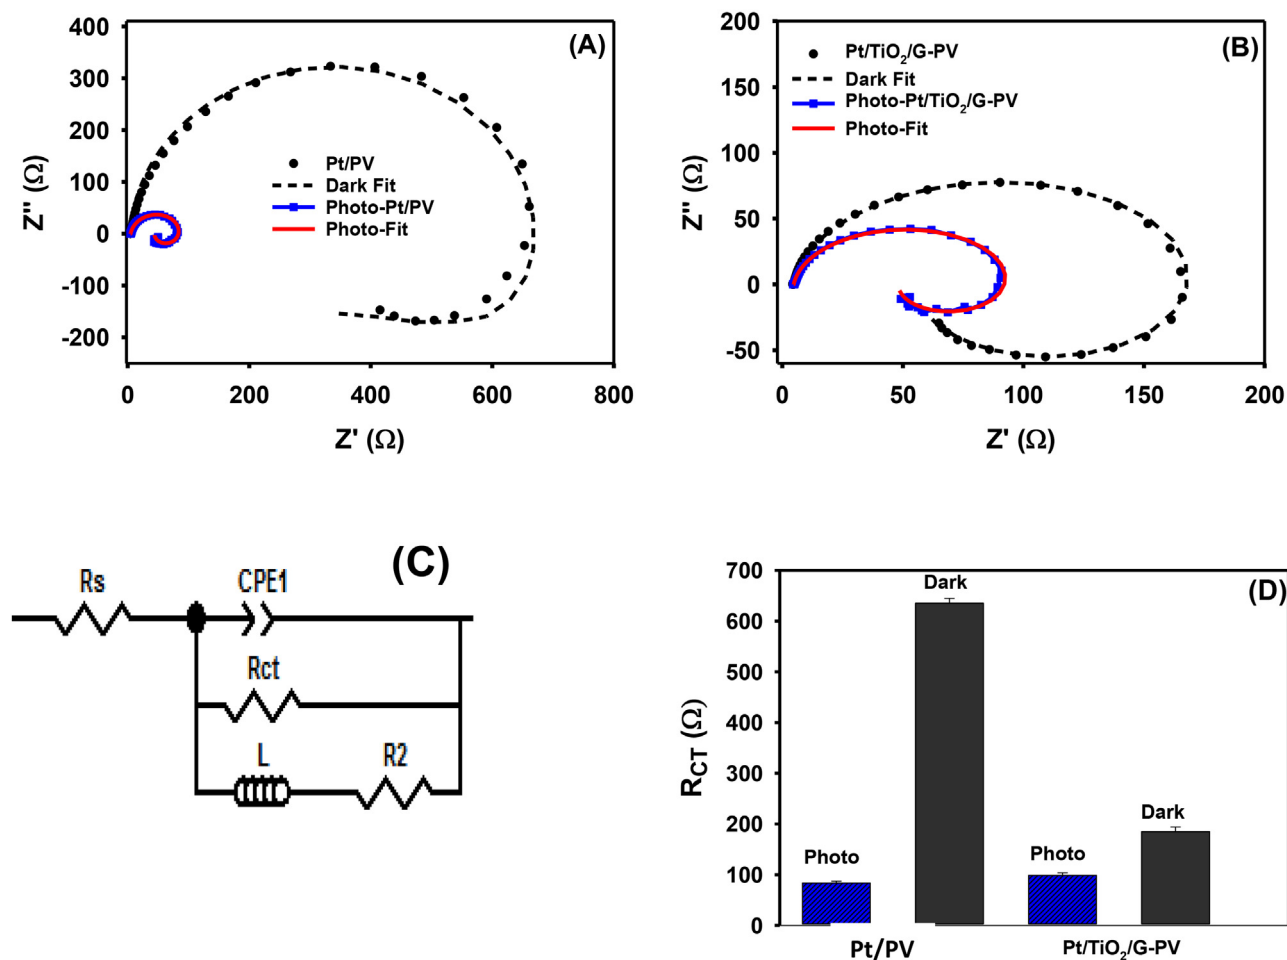 (A)
400
300
200
100
0
-100
-200
Z'' (Ω)
Pt/PV
Dark Fit
Photo-Pt/PV
Photo-Fit
0 200 400 600 800
Z' (Ω)
(B)
200
150
100
50
0
-50
Z'' (Ω)
Pt/TiO₂/G-PV
Dark Fit
Photo-Pt/TiO₂/G-PV
Photo-Fit
0 50 100 150 200
Z' (Ω)
(C)
Rs CPE1
Rct
L R2
(D)
700
600
500
400
300
200
100
0
R_CT (Ω)
Photo
Dark
Photo
Dark
Pt/PV Pt/TiO₂/G-PV